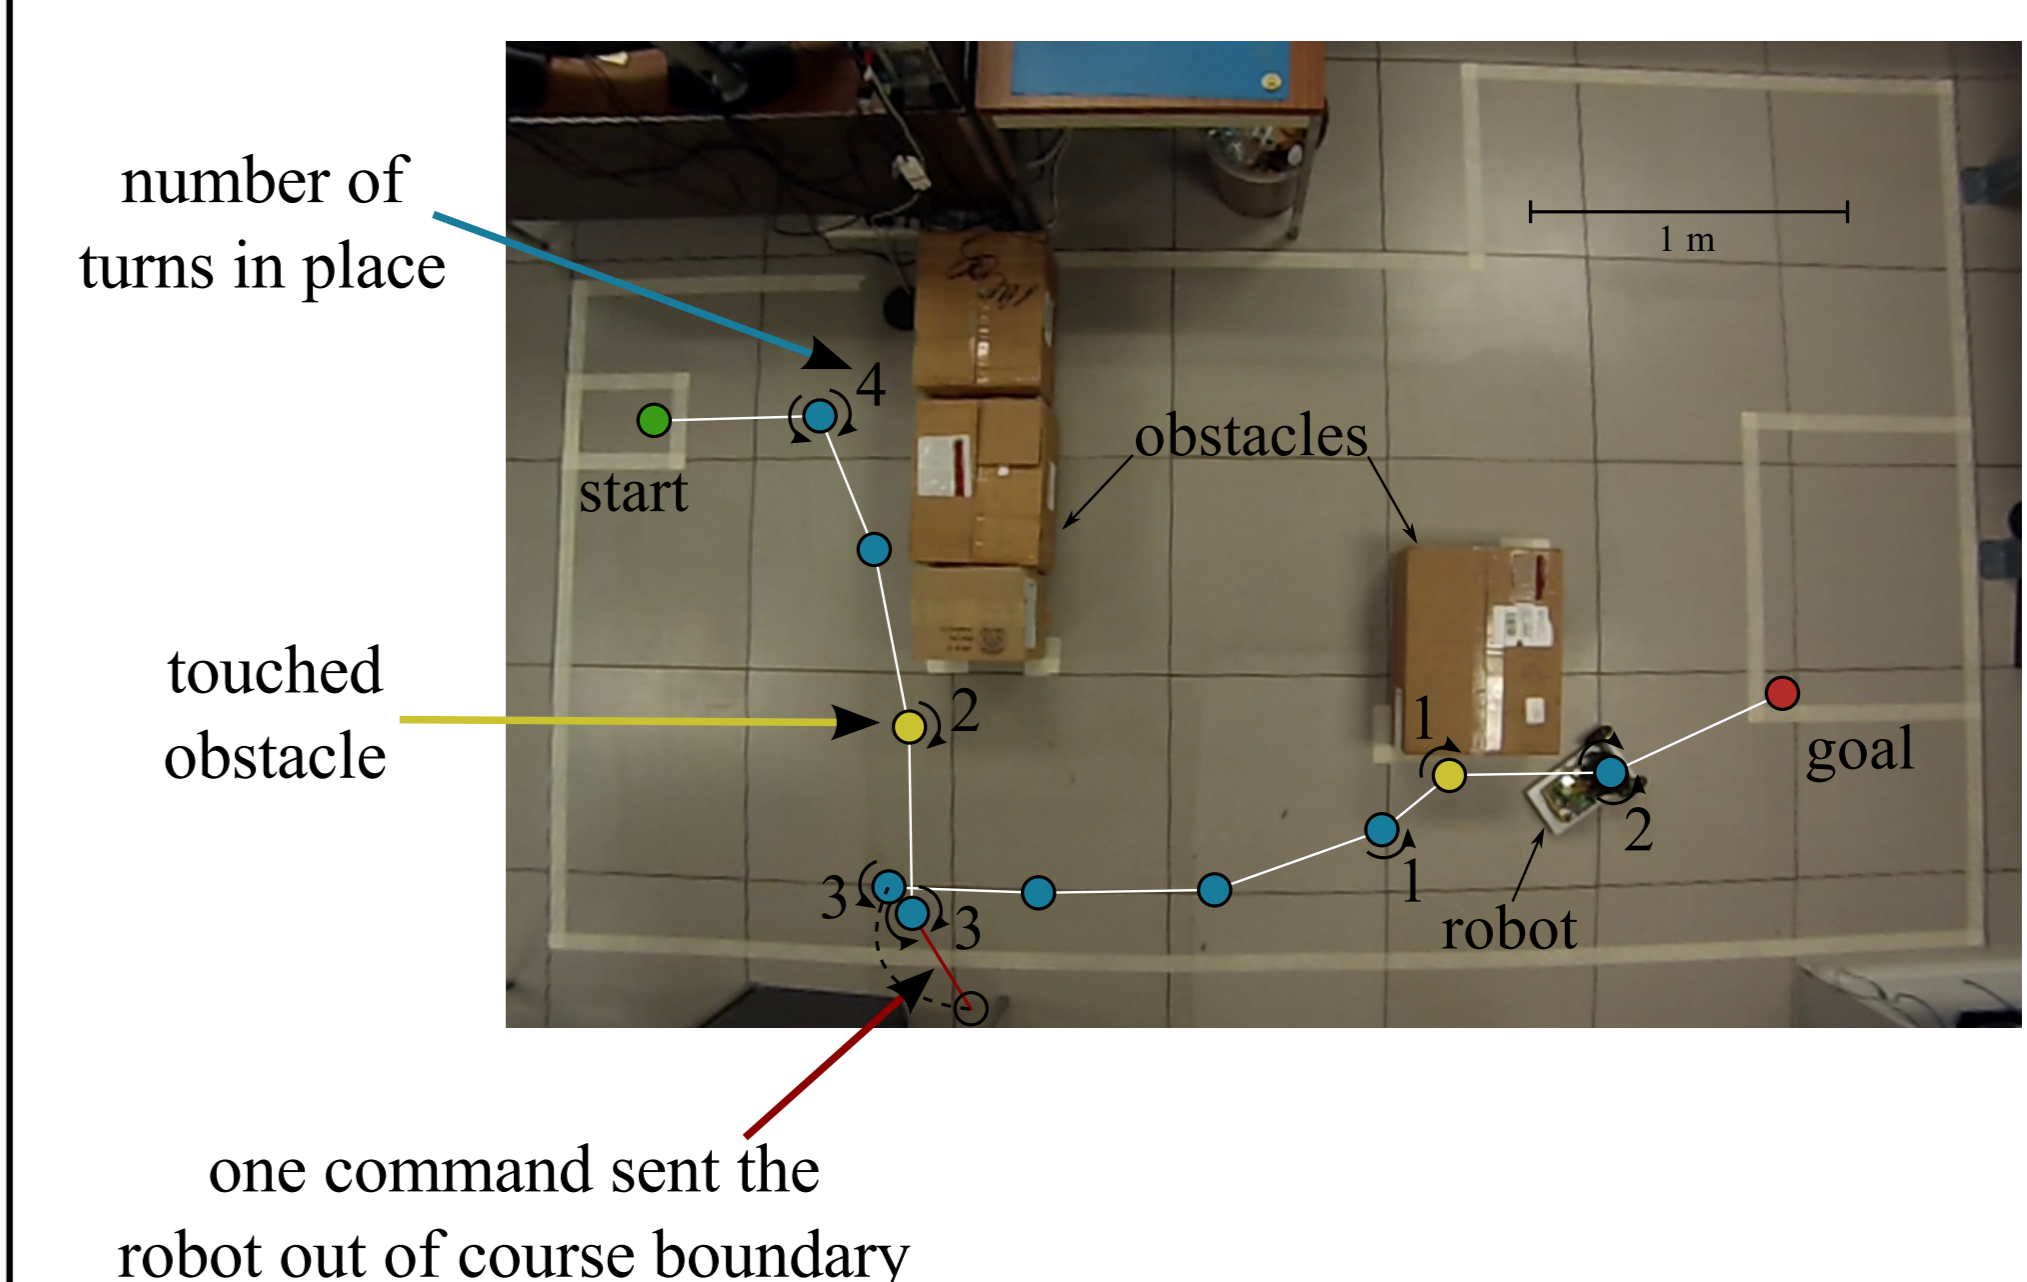 number of
turns in place
1 m
4
obstacles
start
touched
obstacle
2
1
goal
2
1
robot
3
3
one command sent the
robot out of course boundary